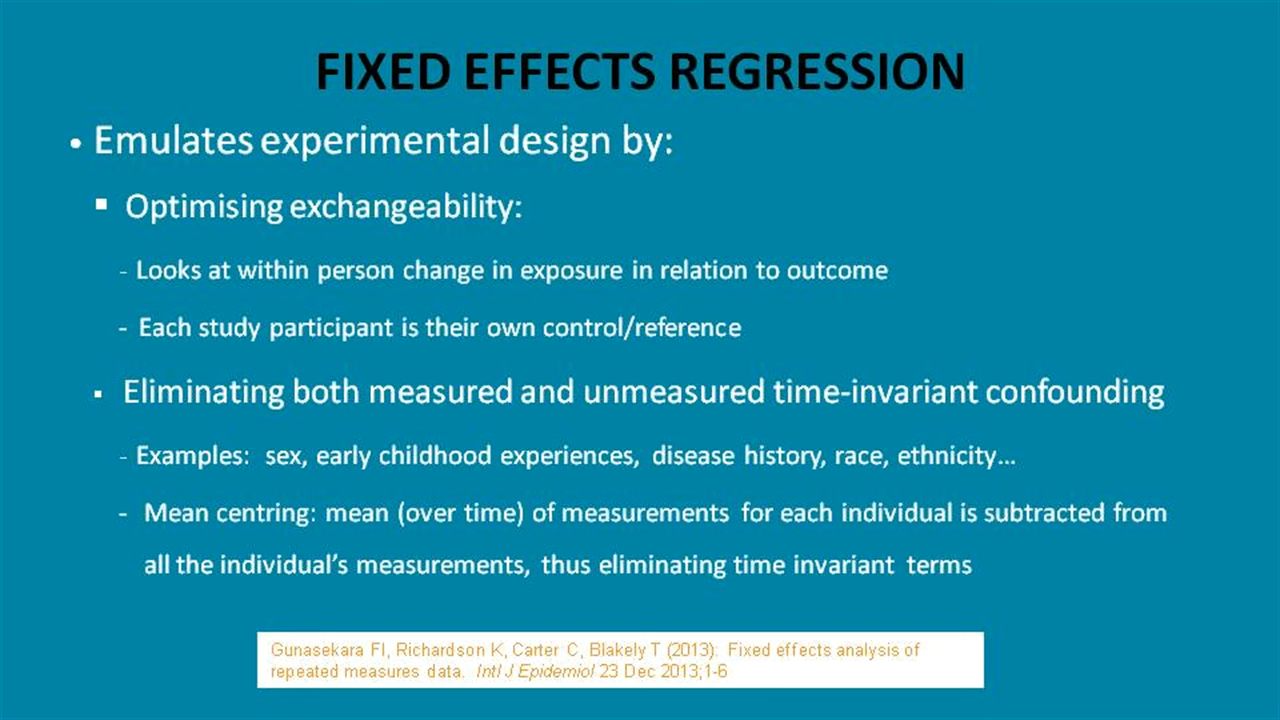 FIXED EFFECTS REGRESSION
• Emulates experimental design by:
▪ Optimising exchangeability:
- Looks at within person change in exposure in relation to outcome
- Each study participant is their own control/reference
▪ Eliminating both measured and unmeasured time-invariant confounding
- Examples: sex, early childhood experiences, disease history, race, ethnicity…
- Mean centring: mean (over time) of measurements for each individual is subtracted from
all the individual’s measurements, thus eliminating time invariant terms
Gunasekara FI, Richardson K, Carter C, Blakely T (2013): Fixed effects analysis of
repeated measures data. Intl J Epidemiol 23 Dec 2013;1-6